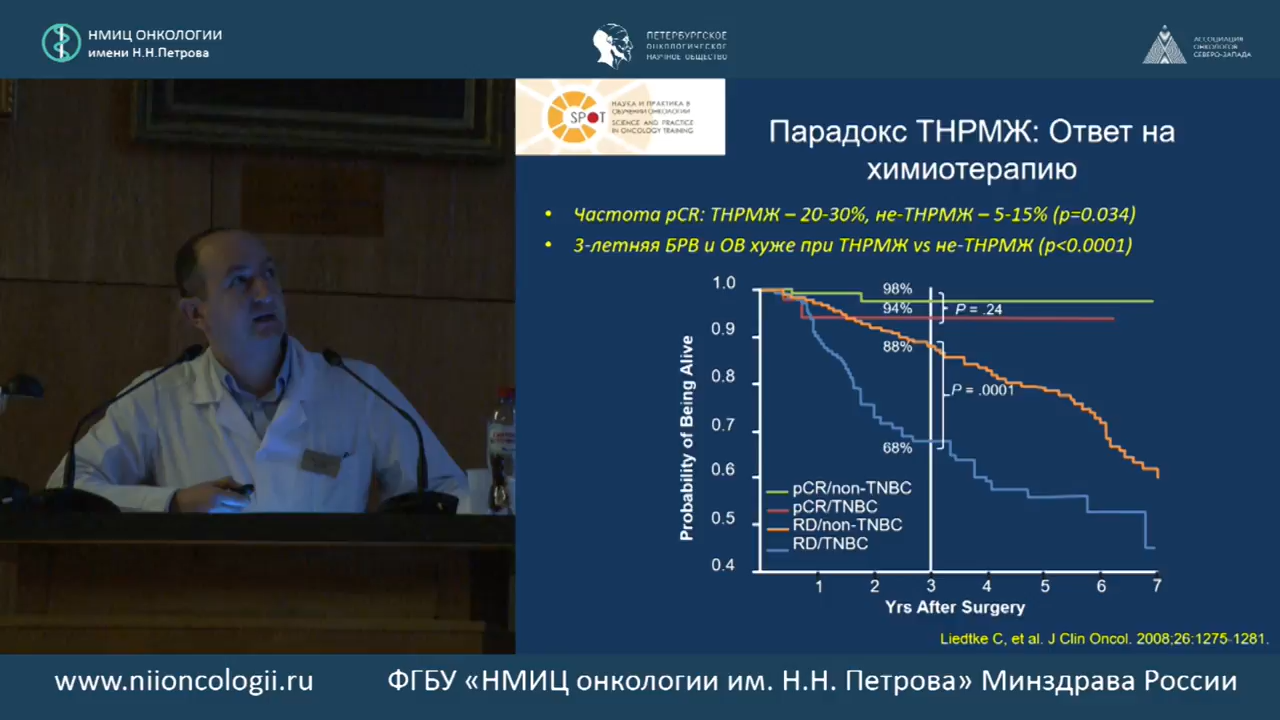 НМИЦ ОНКОЛОГИИ
имени Н.Н.Петрова
ПЕТЕРБУРГСКОЕ
ОНКОЛОГИЧЕСКОЕ
НАУЧНОЕ ОБЩЕСТВО
АССОЦИАЦИЯ
ОНКОЛОГОВ
СЕВЕРО-ЗАПАДА
SPOT
НАУКА И ПРАКТИКА В
ОБУЧЕНИИ ОНКОЛОГИИ
SCIENCE AND PRACTICE
IN ONCOLOGY TRAINING
Парадокс ТНРМЖ: Ответ на
химиотерапию
• Частота pCR: ТНРМЖ – 20-30%, не-ТНРМЖ – 5-15% (p=0.034)
• 3-летняя БРВ и ОВ хуже при ТНРМЖ vs не-ТНРМЖ (p<0.0001)
Probability of Being Alive
1.0
0.9
0.8
0.7
0.6
0.5
0.4
98%
P = .24
94%
88%
P = .0001
68%
pCR/non-TNBC
pCR/TNBC
RD/non-TNBC
RD/TNBC
1 2 3 4 5 6 7
Yrs After Surgery
Liedtke C, et al. J Clin Oncol. 2008;26:1275-1281.
www.niioncologii.ru
ФГБУ «НМИЦ онкологии им. Н.Н. Петрова» Минздрава России